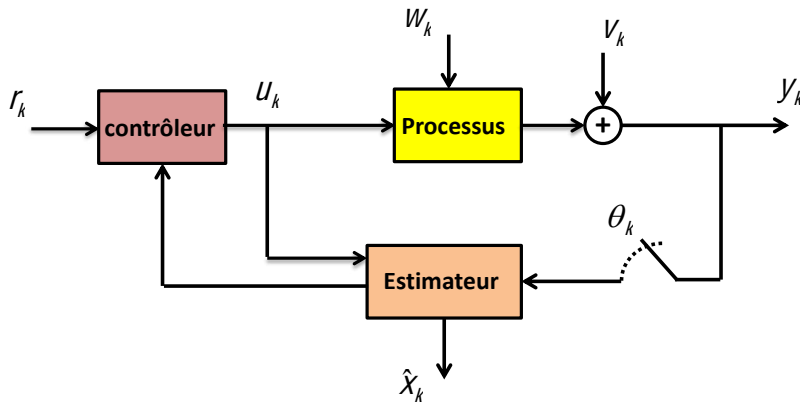 w_k
v_k
r_k
u_k
y_k
contrôleur
Processus
+
θ_k
Estimateur
x̂_k